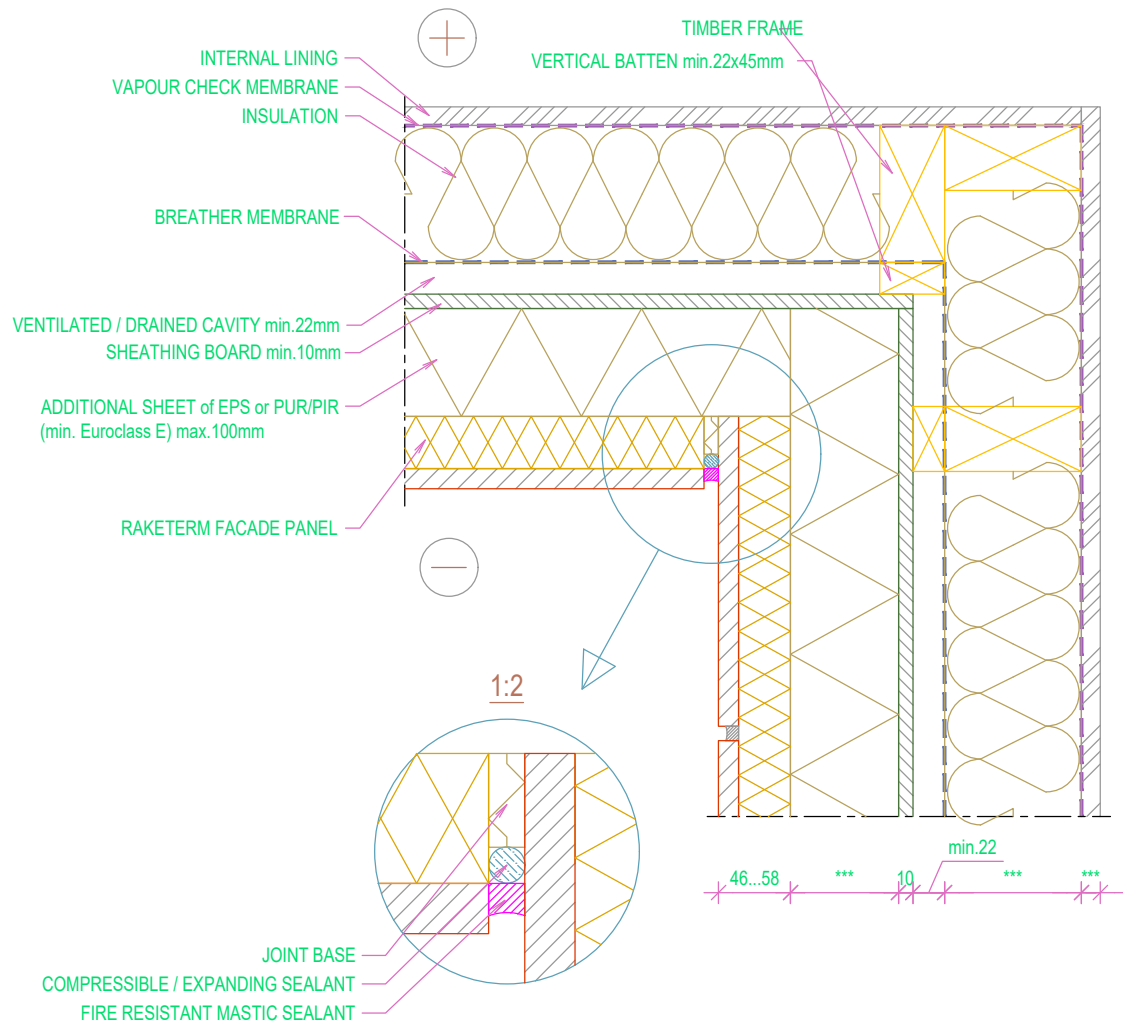 TIMBER FRAME
VERTICAL BATTEN min.22x45mm
INTERNAL LINING
VAPOUR CHECK MEMBRANE
INSULATION
BREATHER MEMBRANE
VENTILATED / DRAINED CAVITY min.22mm
SHEATHING BOARD min.10mm
ADDITIONAL SHEET of EPS or PUR/PIR
(min. Euroclass E) max.100mm
RAKETERM FACADE PANEL
1:2
min.22
46...58 *** 10 *** ***
JOINT BASE
COMPRESSIBLE / EXPANDING SEALANT
FIRE RESISTANT MASTIC SEALANT